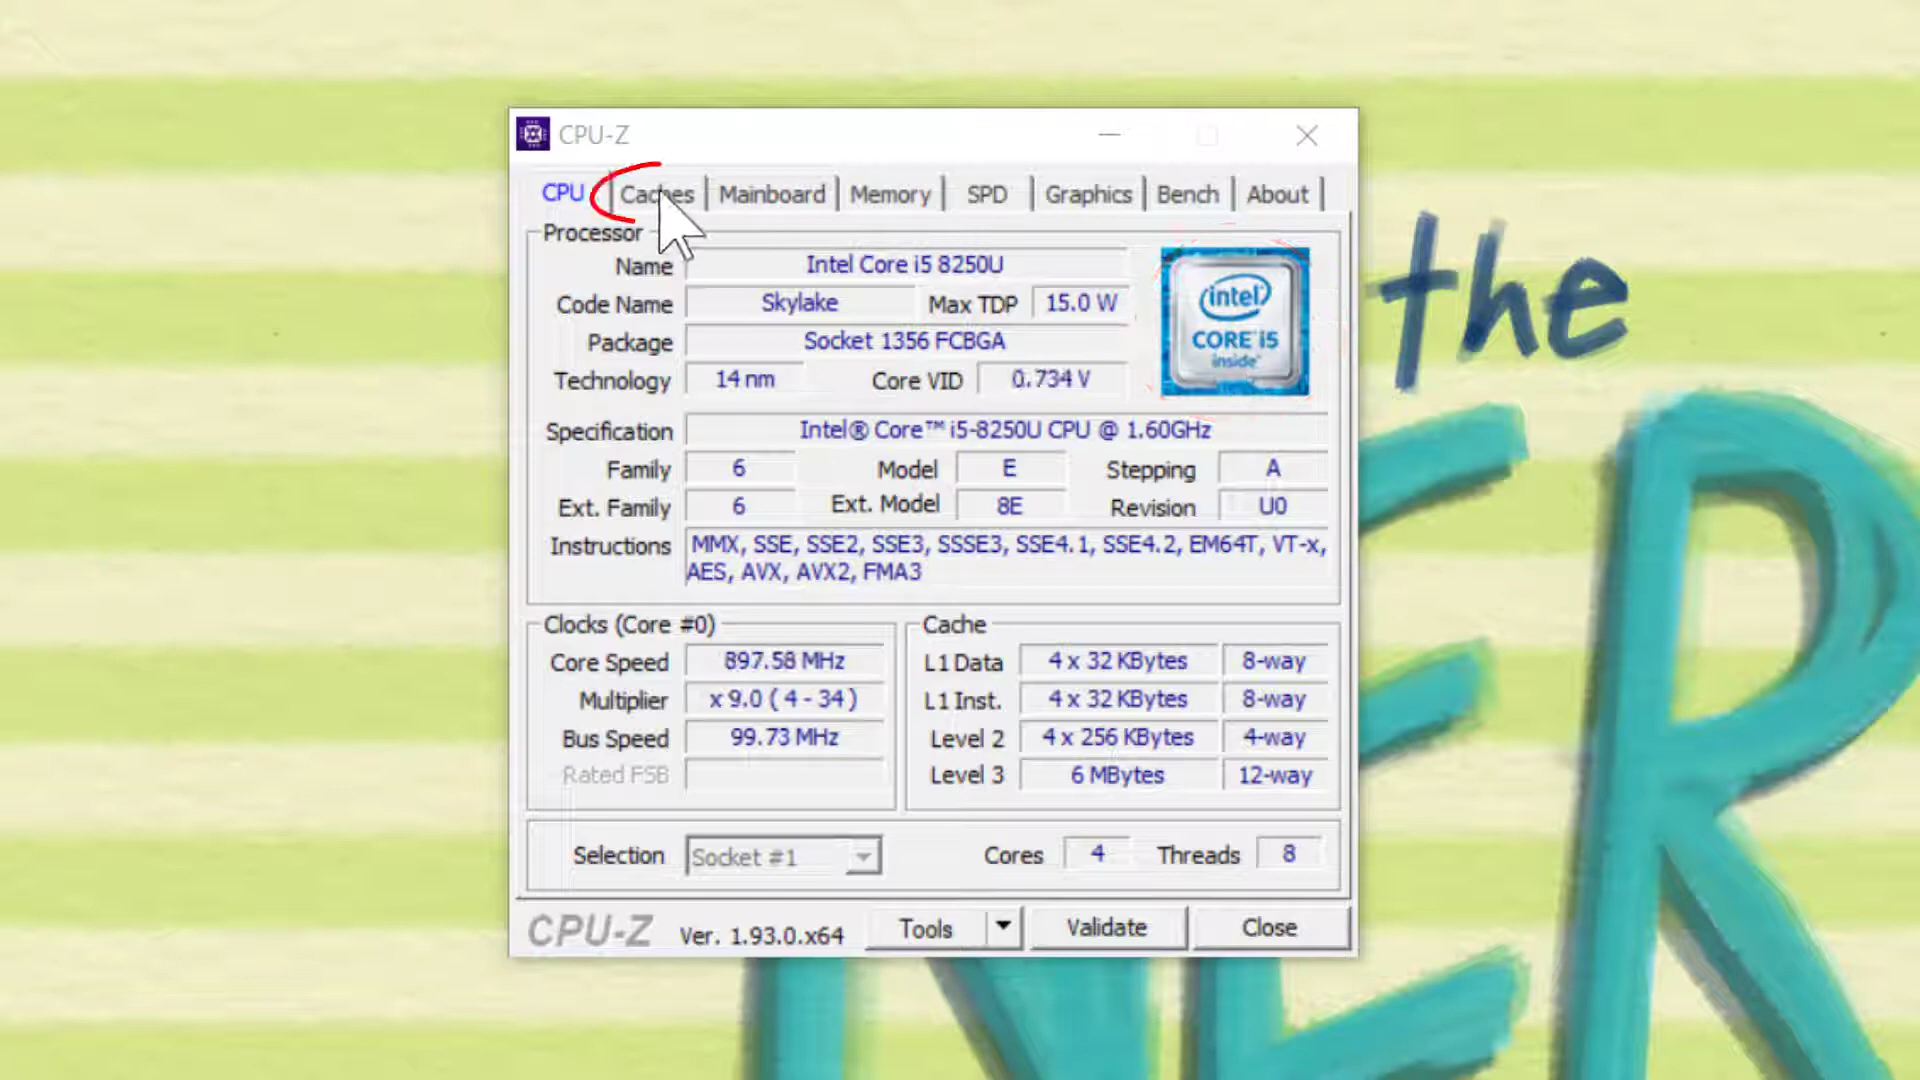 CPU-Z
CPU Caches Mainboard Memory SPD Graphics Bench About
Processor
Name Intel Core i5 8250U
Code Name Skylake Max TDP 15.0 W
Package Socket 1356 FCBGA
Technology 14 nm Core VID 0.734 V
intel
CORE i5
inside
Specification Intel® Core™ i5-8250U CPU @ 1.60GHz
Family 6 Model E Stepping A
Ext. Family 6 Ext. Model 8E Revision U0
Instructions MMX, SSE, SSE2, SSE3, SSSE3, SSE4.1, SSE4.2, EM64T, VT-x,
AES, AVX, AVX2, FMA3
Clocks (Core #0)
Core Speed 897.58 MHz
Multiplier x 9.0 ( 4 - 34 )
Bus Speed 99.73 MHz
Rated FSB
Cache
L1 Data 4 x 32 KBytes 8-way
L1 Inst. 4 x 32 KBytes 8-way
Level 2 4 x 256 KBytes 4-way
Level 3 6 MBytes 12-way
Selection Socket #1 Cores 4 Threads 8
CPU-Z Ver. 1.93.0.x64 Tools Validate Close
the